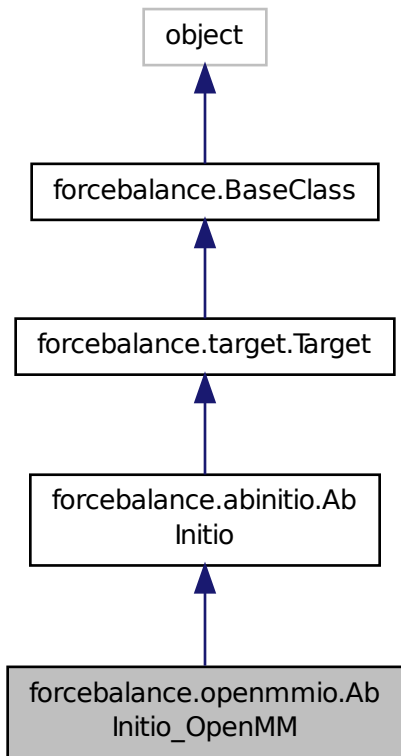 object
forcebalance.BaseClass
forcebalance.target.Target
forcebalance.abinitio.Ab
Initio
forcebalance.openmmio.Ab
Initio_OpenMM